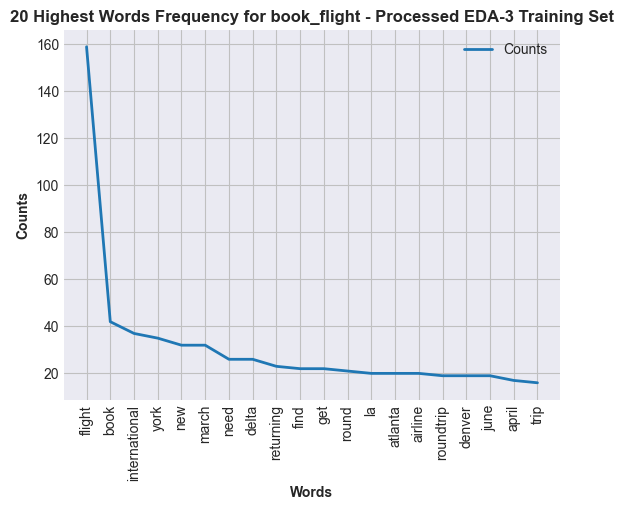 20 Highest Words Frequency for book_flight - Processed EDA-3 Training Set
Counts
160
140
120
100
80
60
40
20
Counts
flight
book
international
york
new
march
need
delta
returning
find
get
round
la
atlanta
airline
roundtrip
denver
june
april
trip
Words